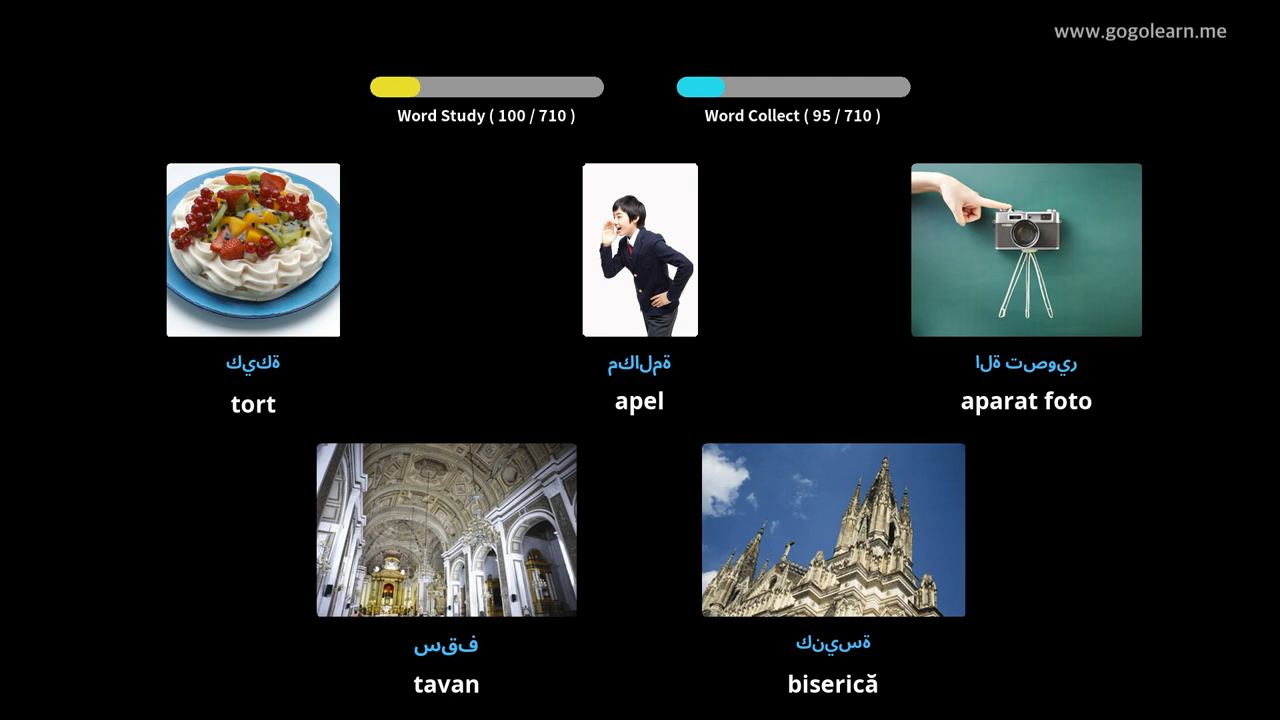 www.gogolearn.me
Word Study ( 100 / 710 )
Word Collect ( 95 / 710 )
كيكة
مكالمة
الة تصوير
tort
apel
aparat foto
سقف
كنيسة
tavan
biserică